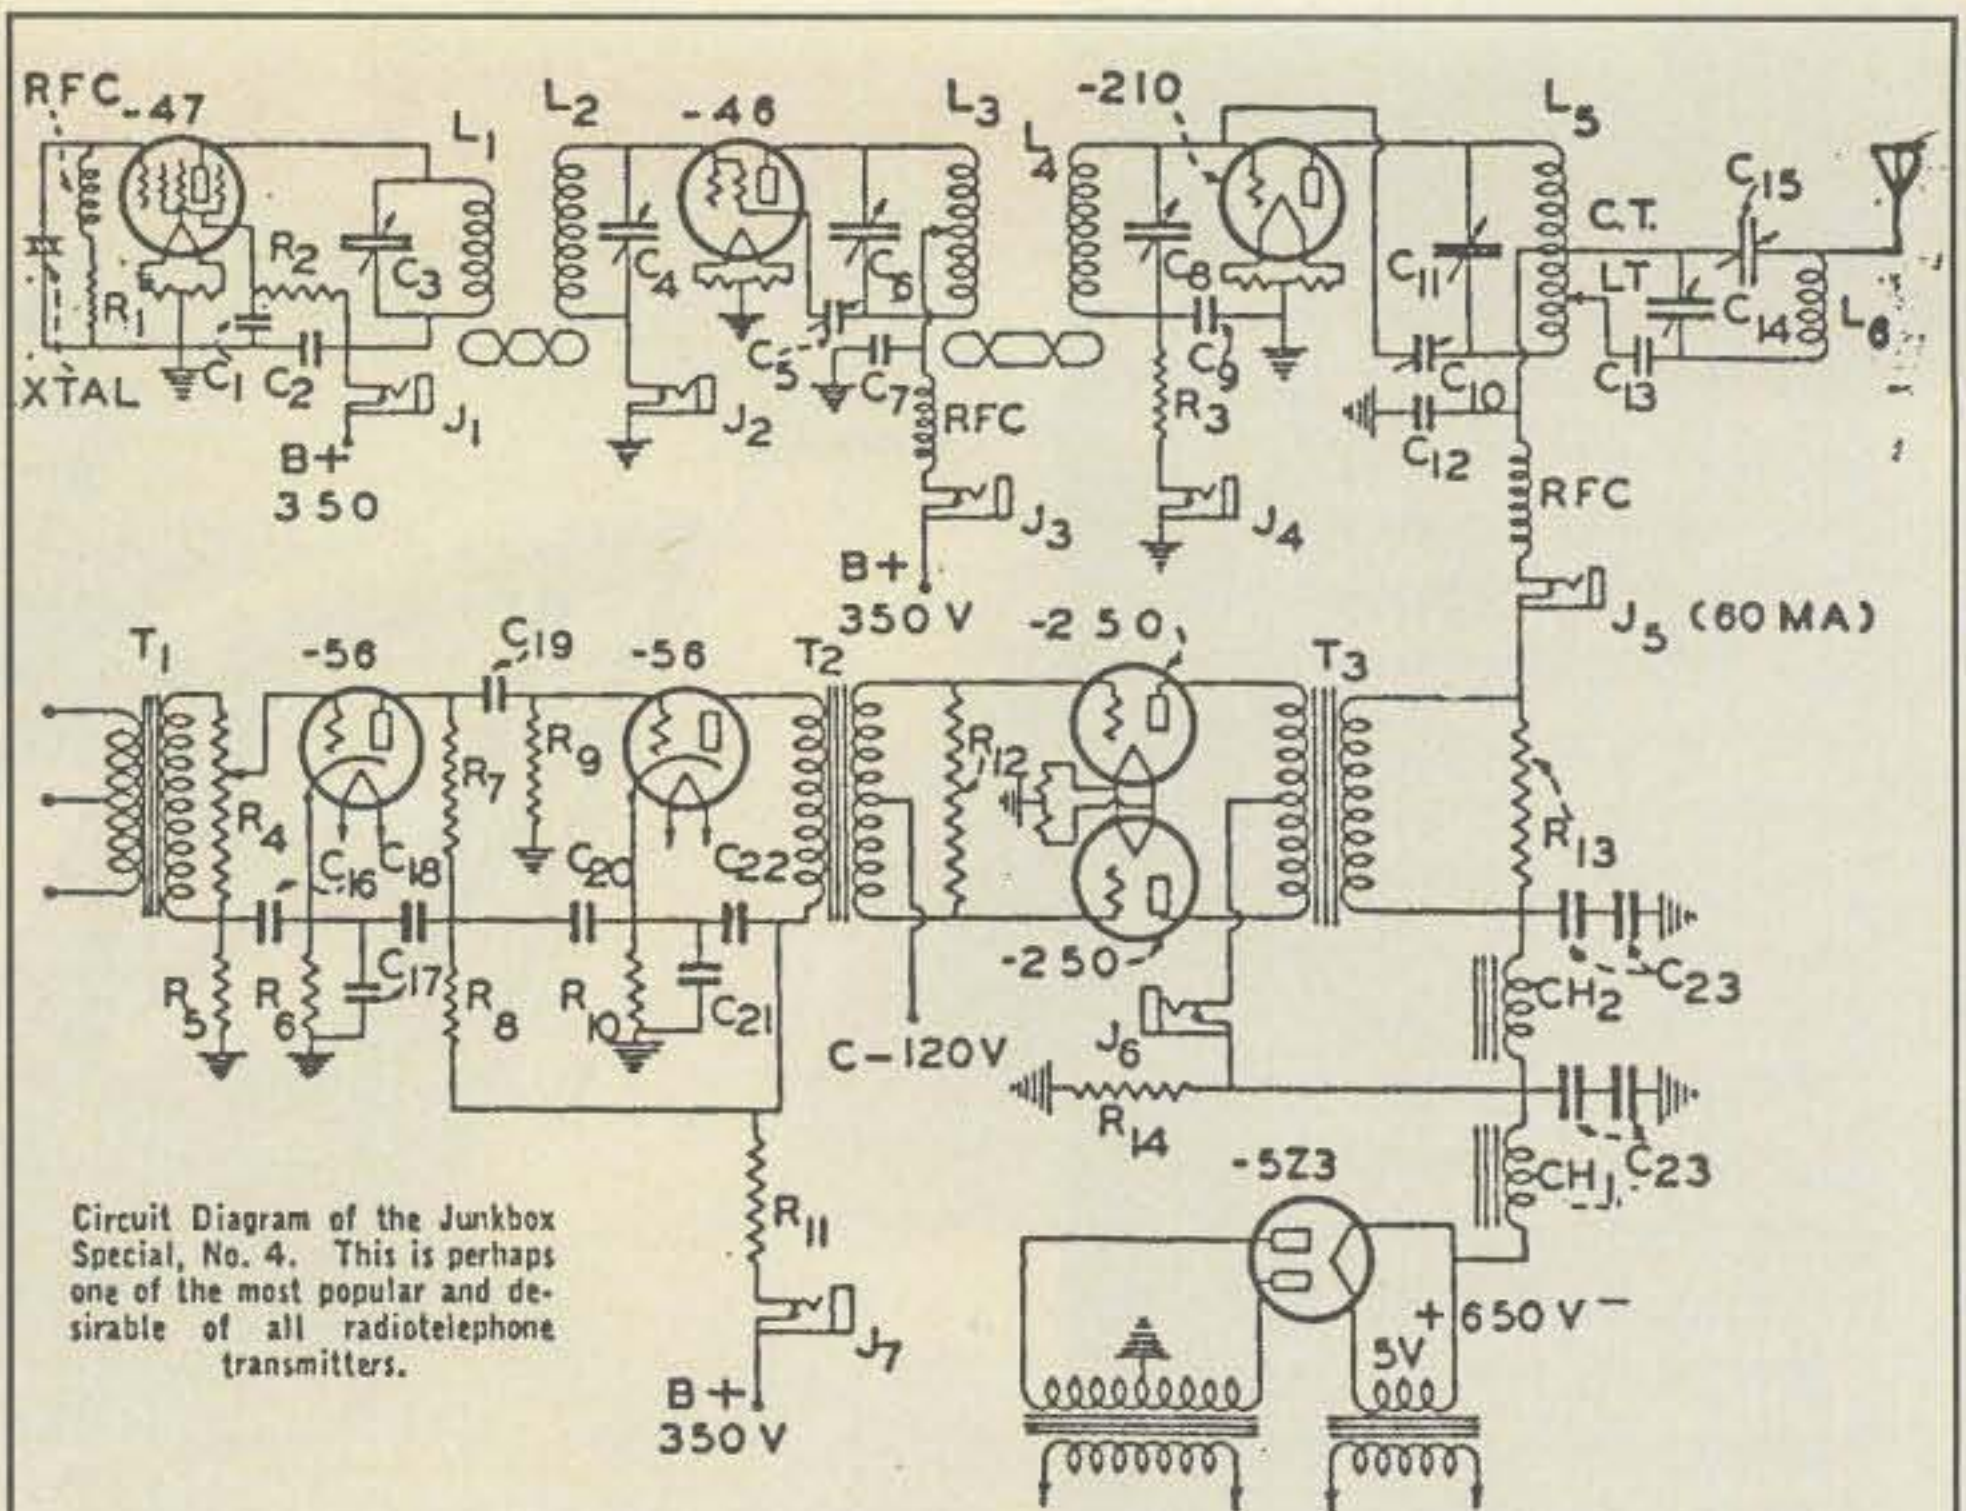 RFC
-47
L1
L2
-46
L3
L4
-210
L5
C15
C.T.
LT
R1
R2
C3
C4
C6
C8
C11
C14
L6
XTAL
C1
C2
J1
J2
C5
C7
RFC
C9
R3
C10
C12
C13
B+
350
J3
J4
RFC
B+
350 V
J5 (60 MA)
T1
-56
C19
-56
T2
-250
T3
R4
R7
R9
R12
R13
C16
C18
C20
C22
R5
R6
C17
R8
R10
C21
-250
C-120V
J6
CH2
C23
R14
CH1
C23
-5Z3
+650V-
5V
R11
J7
B+
350 V
Circuit Diagram of the Junkbox
Special, No. 4. This is perhaps
one of the most popular and de-
sirable of all radiotelephone
transmitters.